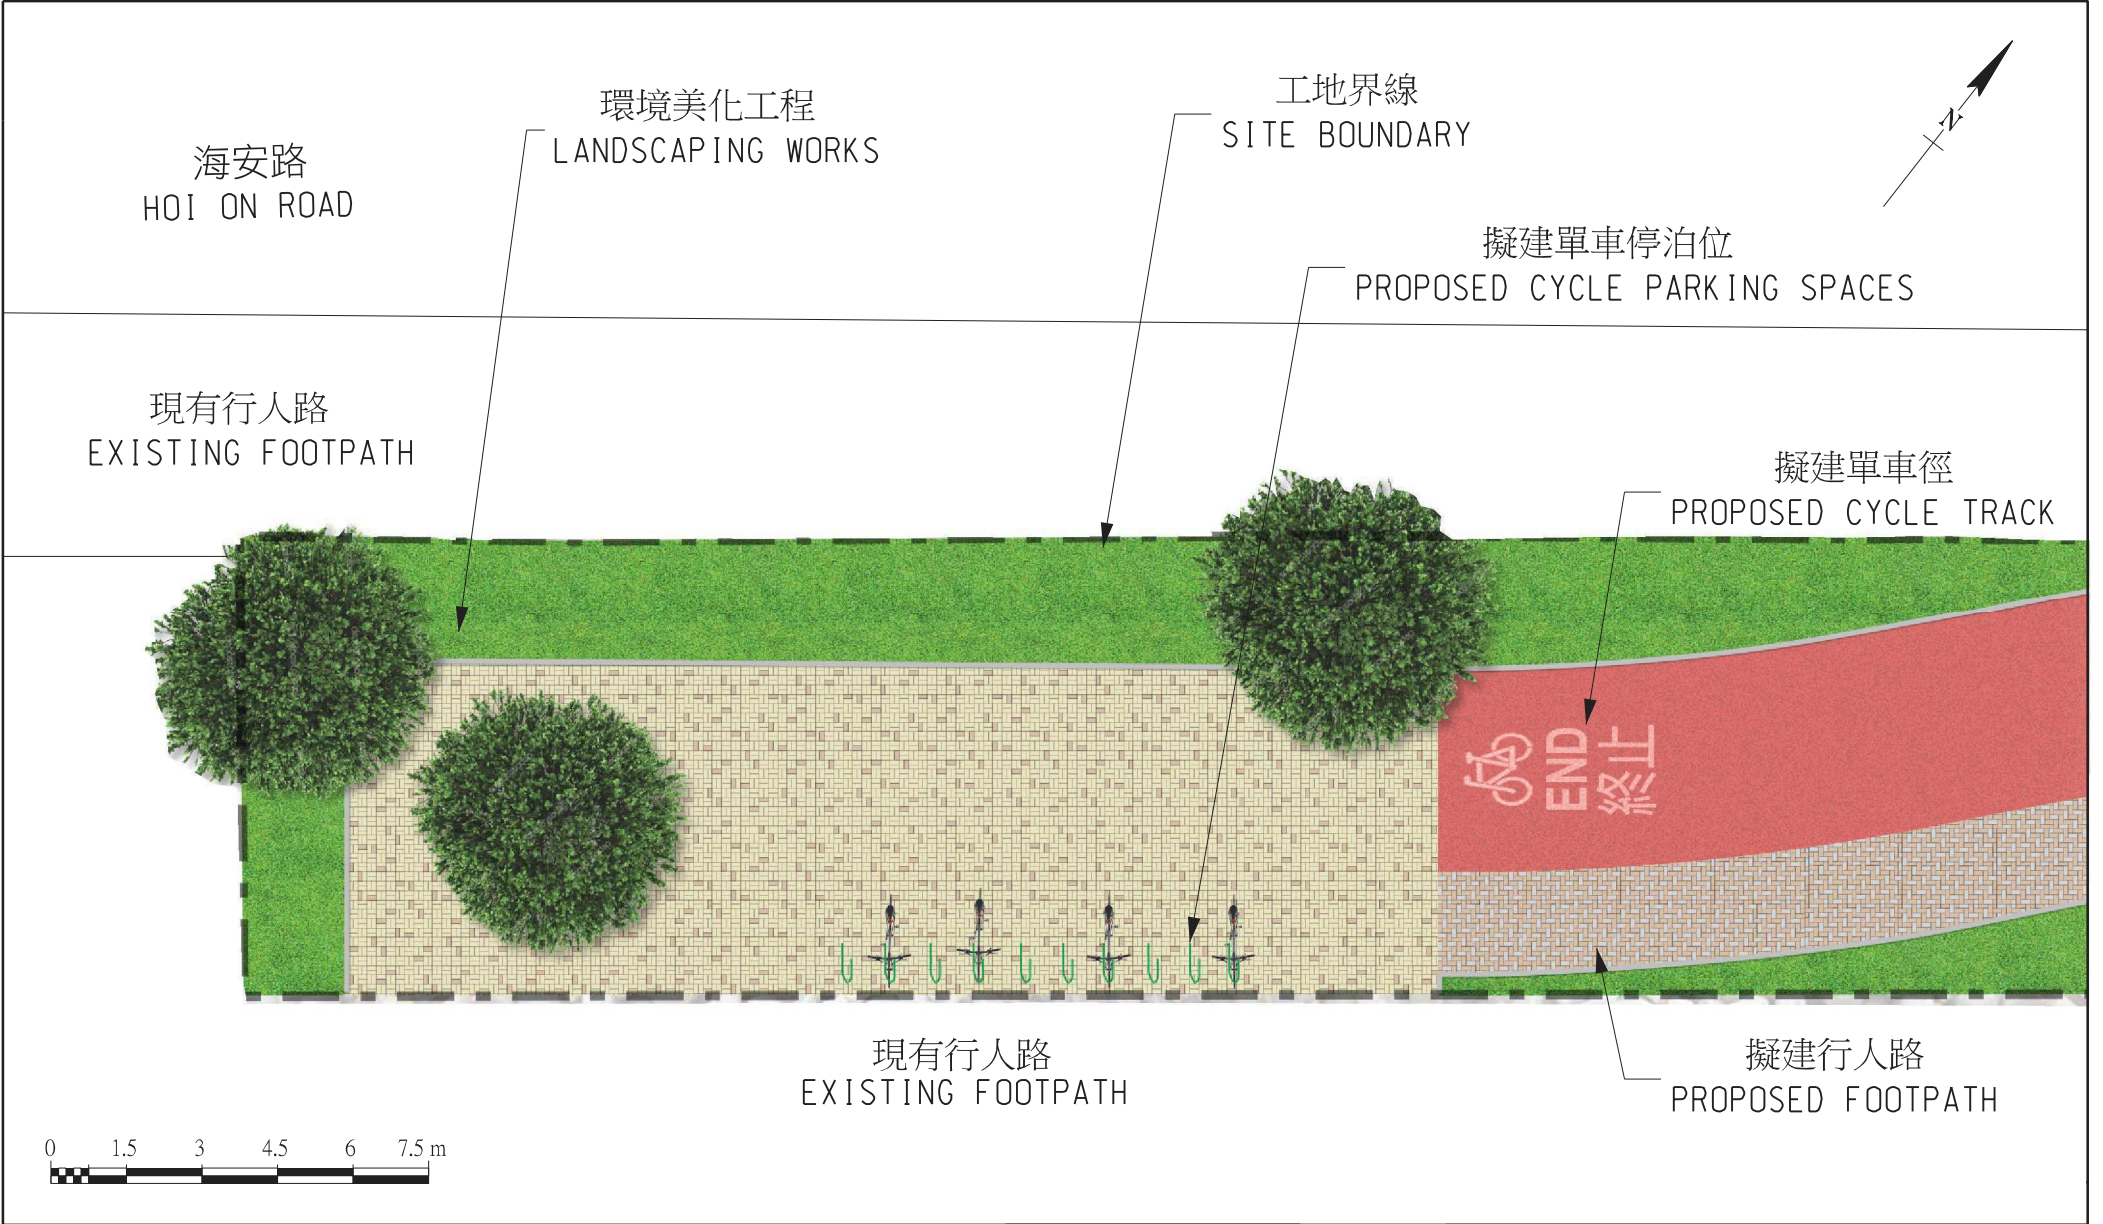 環境美化工程
LANDSCAPING WORKS
工地界線
SITE BOUNDARY
N
海安路
HOI ON ROAD
擬建單車停泊位
PROPOSED CYCLE PARKING SPACES
現有行人路
EXISTING FOOTPATH
擬建單車徑
PROPOSED CYCLE TRACK
END
終止
現有行人路
EXISTING FOOTPATH
擬建行人路
PROPOSED FOOTPATH
0 1.5 3 4.5 6 7.5 m